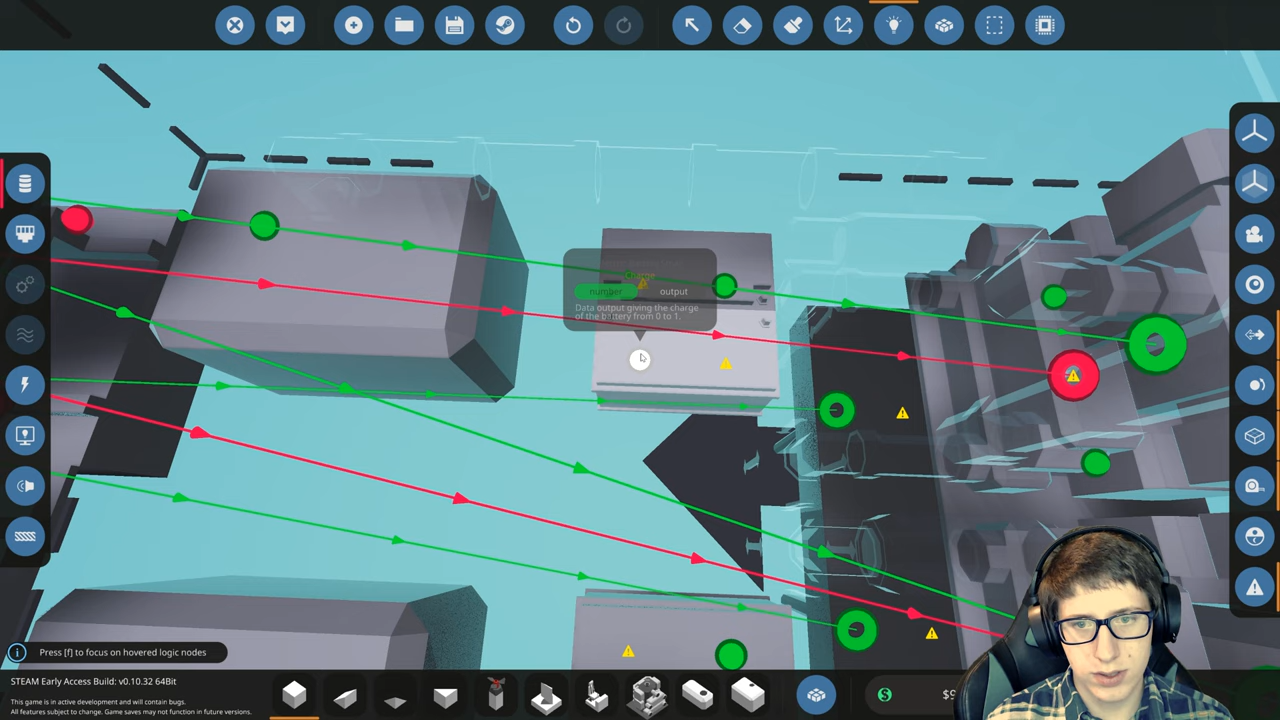 Charge
number output
Data output giving the charge
of the battery from 0 to 1.
Press [f] to focus on hovered logic nodes
STEAM Early Access Build: v0.10.32 64Bit
This game is in active development and will contain bugs.
All features subject to change. Game saves may not function in future versions.
$ $9